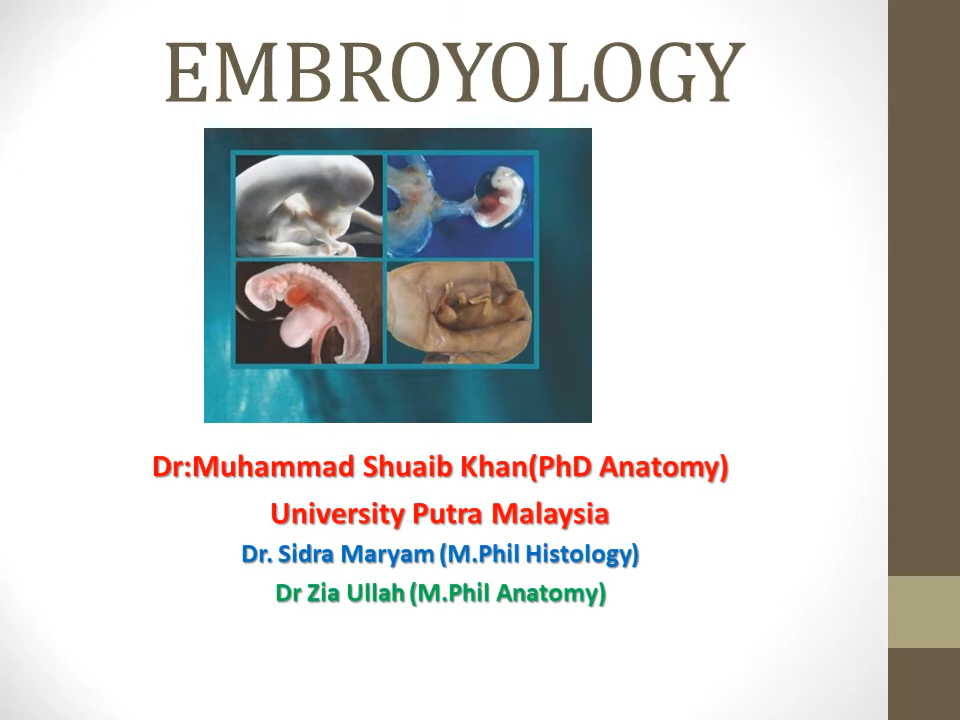 EMBROYOLOGY
Dr:Muhammad Shuaib Khan(PhD Anatomy)
University Putra Malaysia
Dr. Sidra Maryam (M.Phil Histology)
Dr Zia Ullah (M.Phil Anatomy)